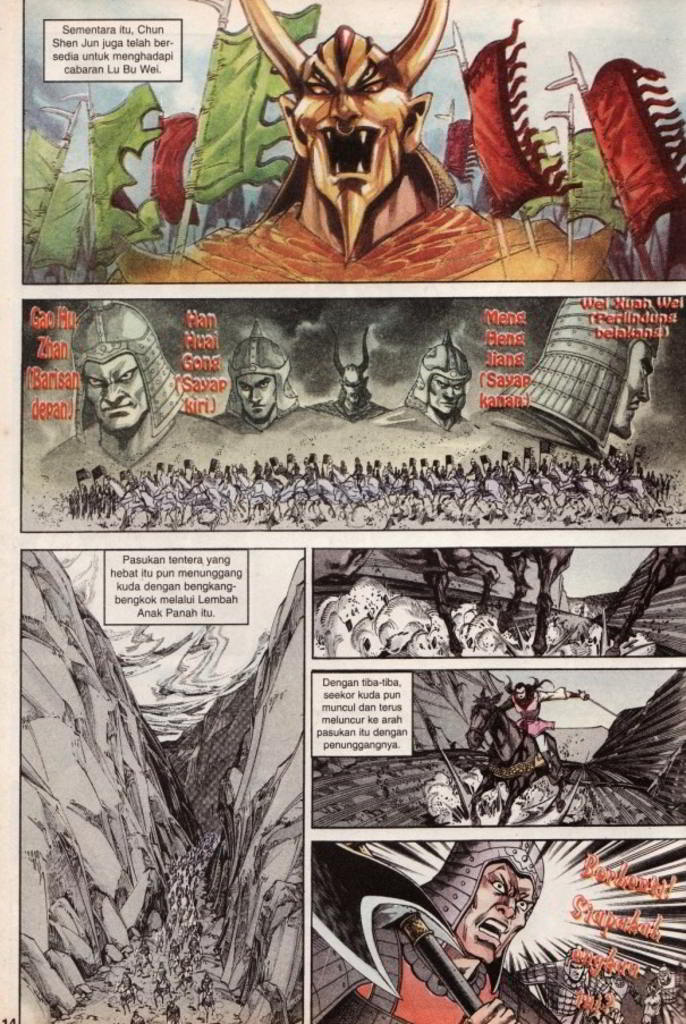 Sementara itu, Chun
Shen Jun juga telah ber-
sedia untuk menghadapi
cabaran Lu Bu Wei.
Gao Hu
Zhan
(Barisan
depan)
Han
Huai
Gong
(Sayap
kiri)
Meng
Heng
Jiang
(Sayap
kanan)
Wei Xuan Wei
(Perlindung
belakang)
Pasukan tentera yang
hebat itu pun menunggang
kuda dengan bengkang-
bengkok melalui Lembah
Anak Panah itu.
Dengan tiba-tiba,
seekor kuda pun
muncul dan terus
meluncur ke arah
pasukan itu dengan
penunggangnya.
Berhenti!
Siapakah
engkau
ni?
14